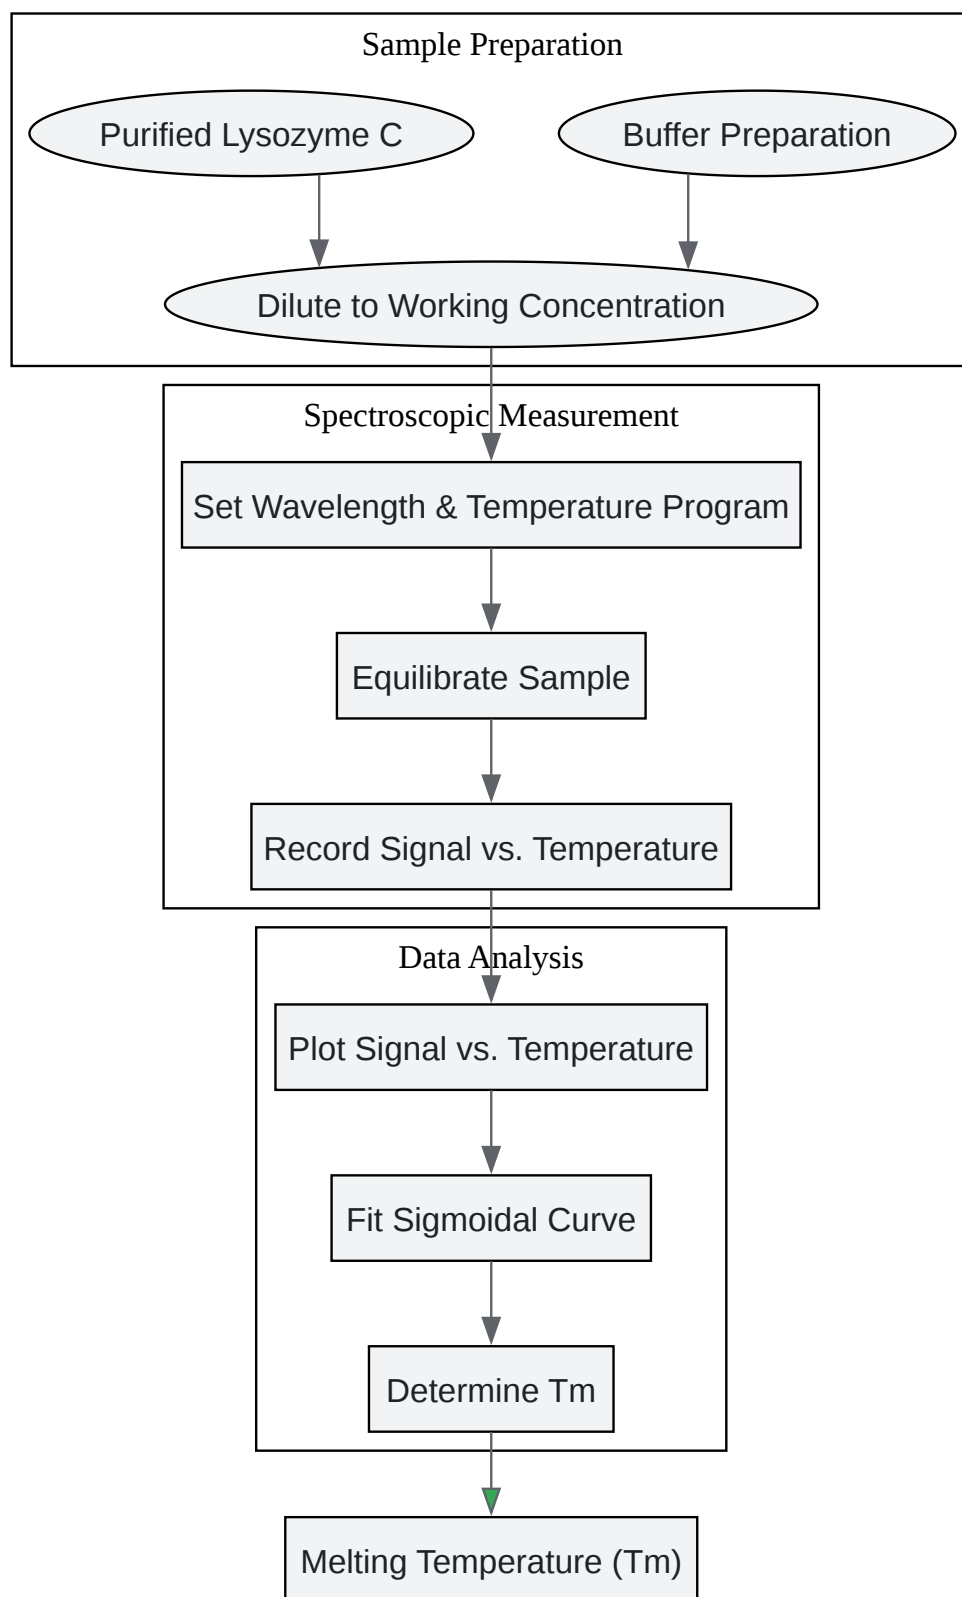 Sample Preparation
Purified Lysozyme C
Buffer Preparation
Dilute to Working Concentration
Spectroscopic Measurement
Set Wavelength & Temperature Program
Equilibrate Sample
Record Signal vs. Temperature
Data Analysis
Plot Signal vs. Temperature
Fit Sigmoidal Curve
Determine Tm
Melting Temperature (Tm)